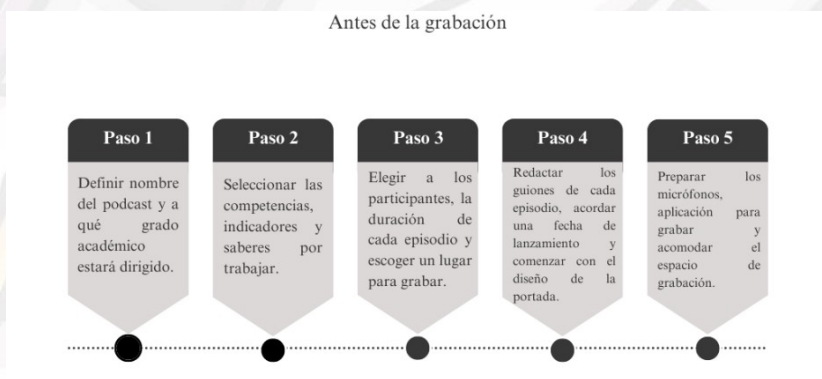 Antes de la grabación
Paso 1
Definir nombre
del podcast y a
qué grado
académico
estará dirigido.
Paso 2
Seleccionar las
competencias,
indicadores y
saberes por
trabajar.
Paso 3
Elegir a los
participantes, la
duración de
cada episodio y
escoger un lugar
para grabar.
Paso 4
Redactar los
guiones de cada
episodio, acordar
una fecha de
lanzamiento y
comenzar con el
diseño de la
portada.
Paso 5
Preparar los
micrófonos,
aplicación para
grabar y
acomodar el
espacio de
grabación.